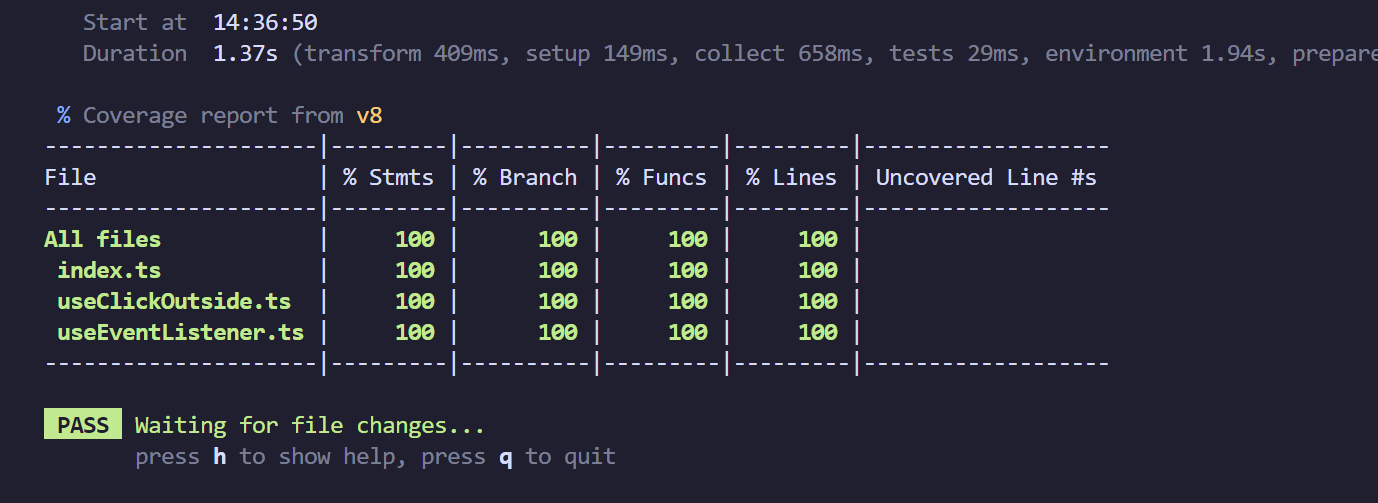 Start at  14:36:50
Duration  1.37s (transform 409ms, setup 149ms, collect 658ms, tests 29ms, environment 1.94s, prepare
% Coverage report from v8
---------------------|---------|----------|---------|---------|-------------------
File                 | % Stmts | % Branch | % Funcs | % Lines | Uncovered Line #s
---------------------|---------|----------|---------|---------|-------------------
All files            |     100 |      100 |     100 |     100 |
 index.ts            |     100 |      100 |     100 |     100 |
 useClickOutside.ts  |     100 |      100 |     100 |     100 |
 useEventListener.ts |     100 |      100 |     100 |     100 |
---------------------|---------|----------|---------|---------|-------------------
PASS  Waiting for file changes...
press h to show help, press q to quit